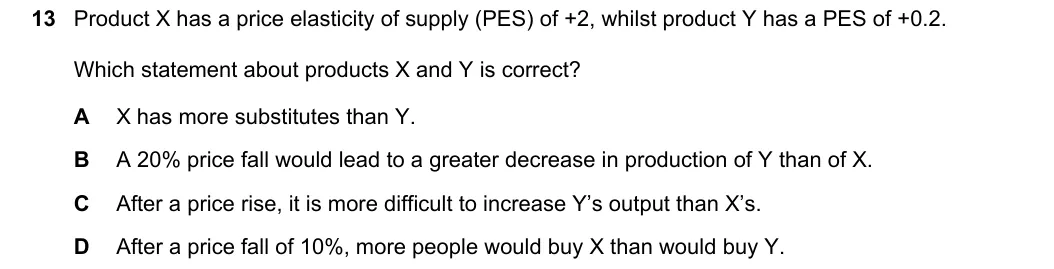 13 Product X has a price elasticity of supply (PES) of +2, whilst product Y has a PES of +0.2.
Which statement about products X and Y is correct?
A X has more substitutes than Y.
B A 20% price fall would lead to a greater decrease in production of Y than of X.
C After a price rise, it is more difficult to increase Y's output than X's.
D After a price fall of 10%, more people would buy X than would buy Y.